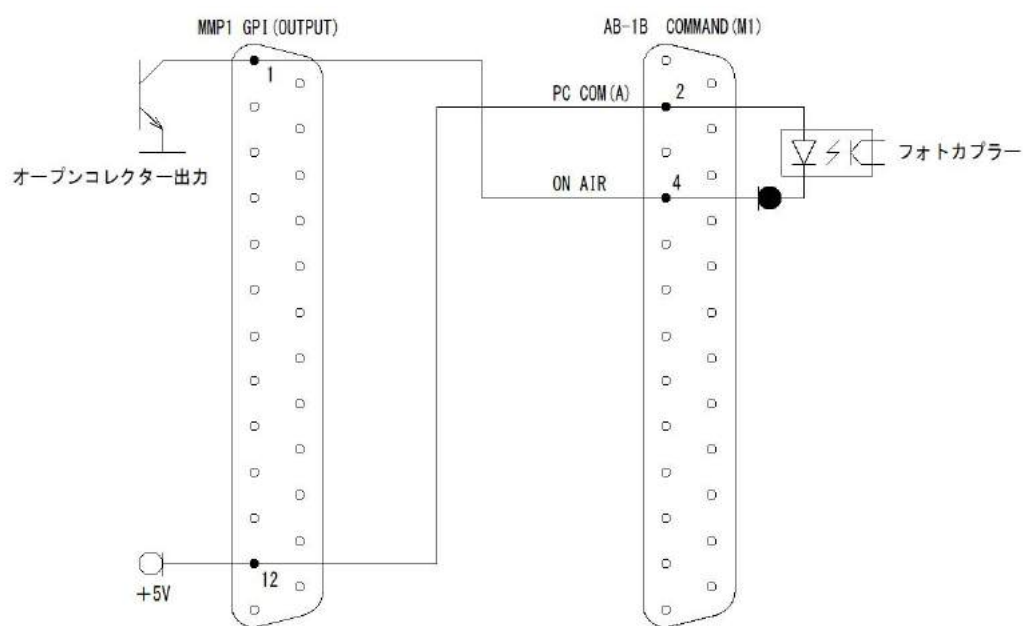 MMP1 GPI(OUTPUT)
AB-1B COMMAND(M1)
1
PC COM(A)
2
フォトカプラー
オープンコレクター出力
ON AIR
4
12
+5V